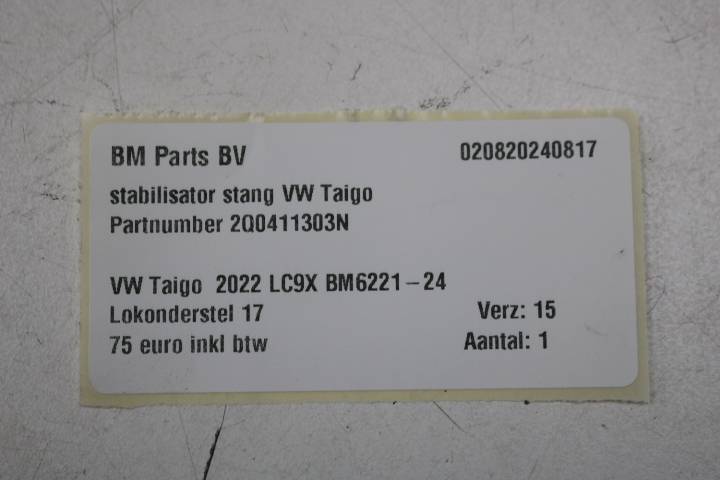 BM Parts BV 020820240817
stabilisator stang VW Taigo
Partnumber 2Q0411303N
VW Taigo 2022 LC9X BM6221-24
Lokonderstel 17 Verz: 15
75 euro inkl btw Aantal: 1